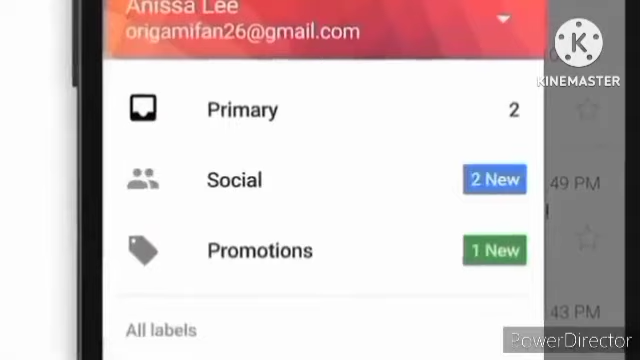 Anissa Lee
origamifan26@gmail.com
KINEMASTER
Primary 2
Social 2 New
49 PM
Promotions 1 New
43 PM
All labels
PowerDirector